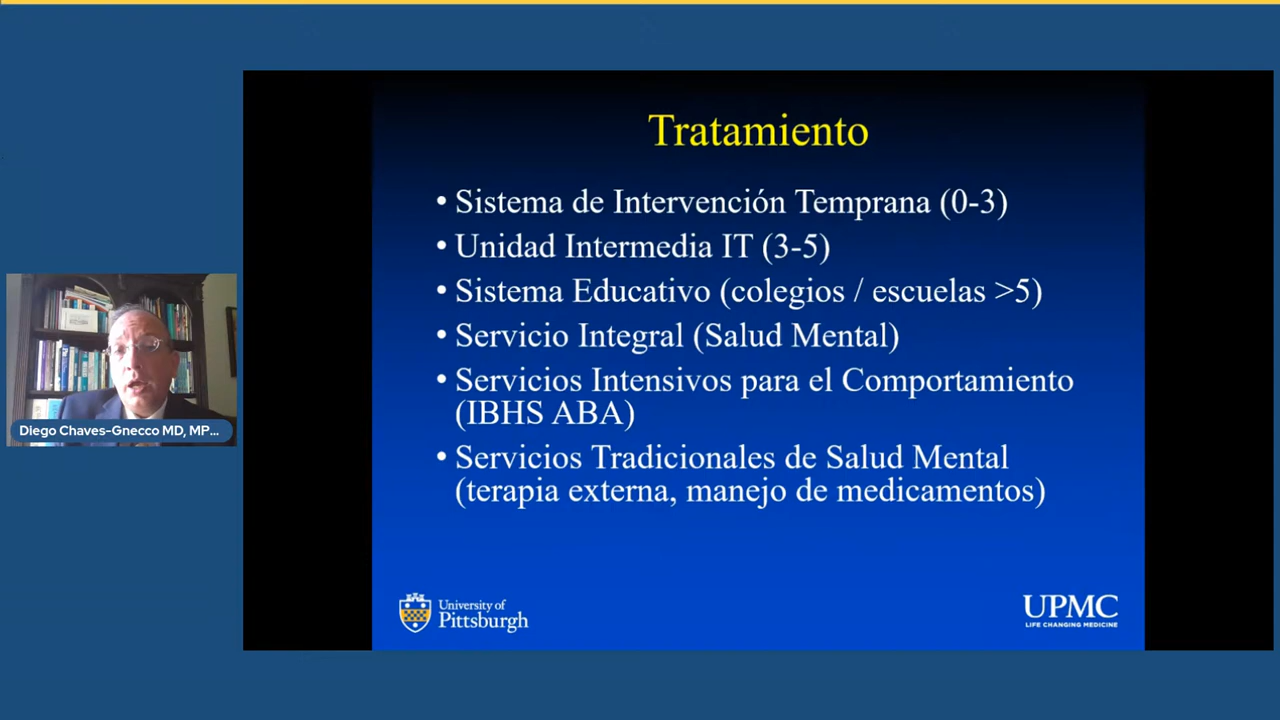 Tratamiento
• Sistema de Intervención Temprana (0-3)
• Unidad Intermedia IT (3-5)
• Sistema Educativo (colegios / escuelas >5)
• Servicio Integral (Salud Mental)
• Servicios Intensivos para el Comportamiento
(IBHS ABA)
• Servicios Tradicionales de Salud Mental
(terapia externa, manejo de medicamentos)
Diego Chaves-Gnecco MD, MP...
University of
Pittsburgh
UPMC
LIFE CHANGING MEDICINE